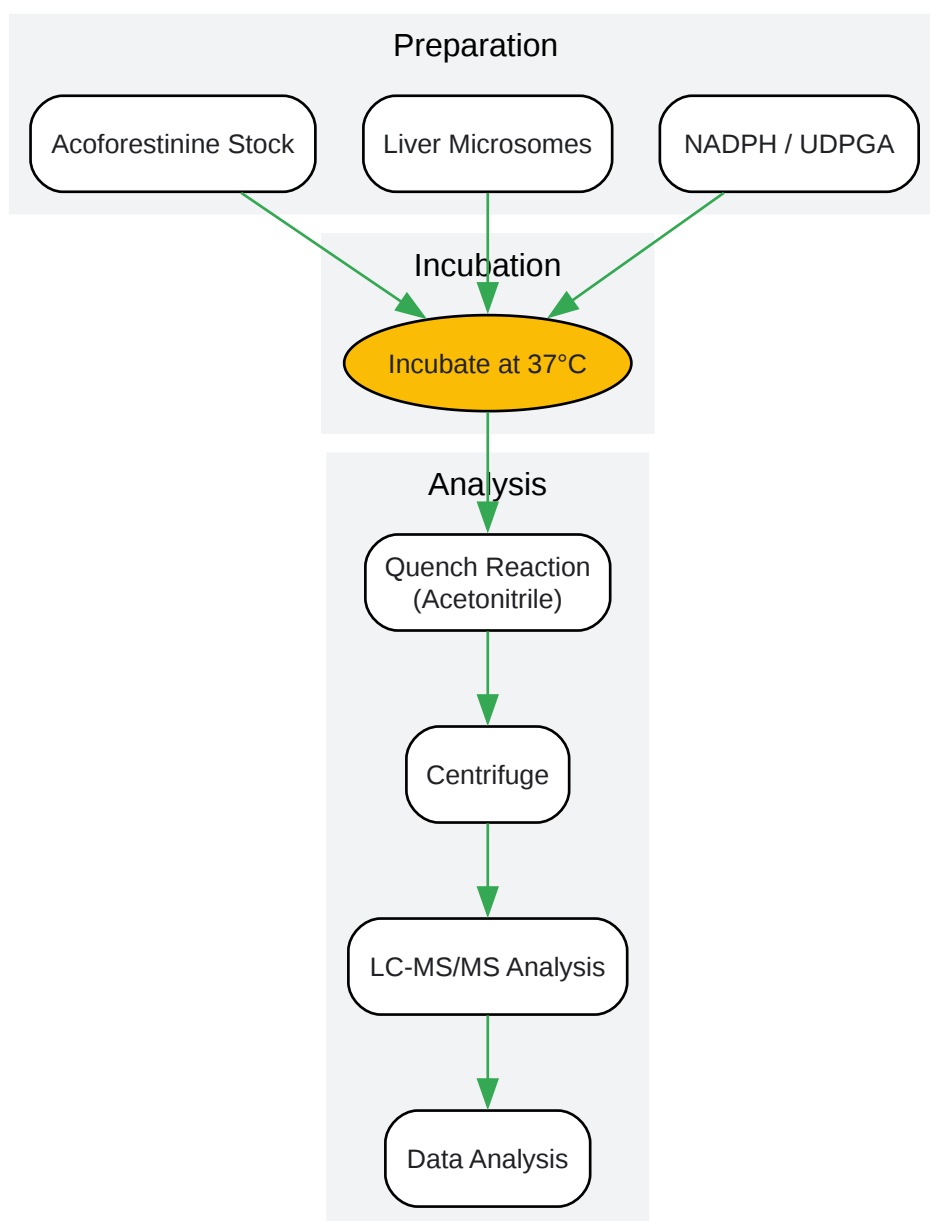 Preparation
Acoforestinine Stock
Liver Microsomes
NADPH / UDPGA
Incubation
Incubate at 37°C
Analysis
Quench Reaction
(Acetonitrile)
Centrifuge
LC-MS/MS Analysis
Data Analysis